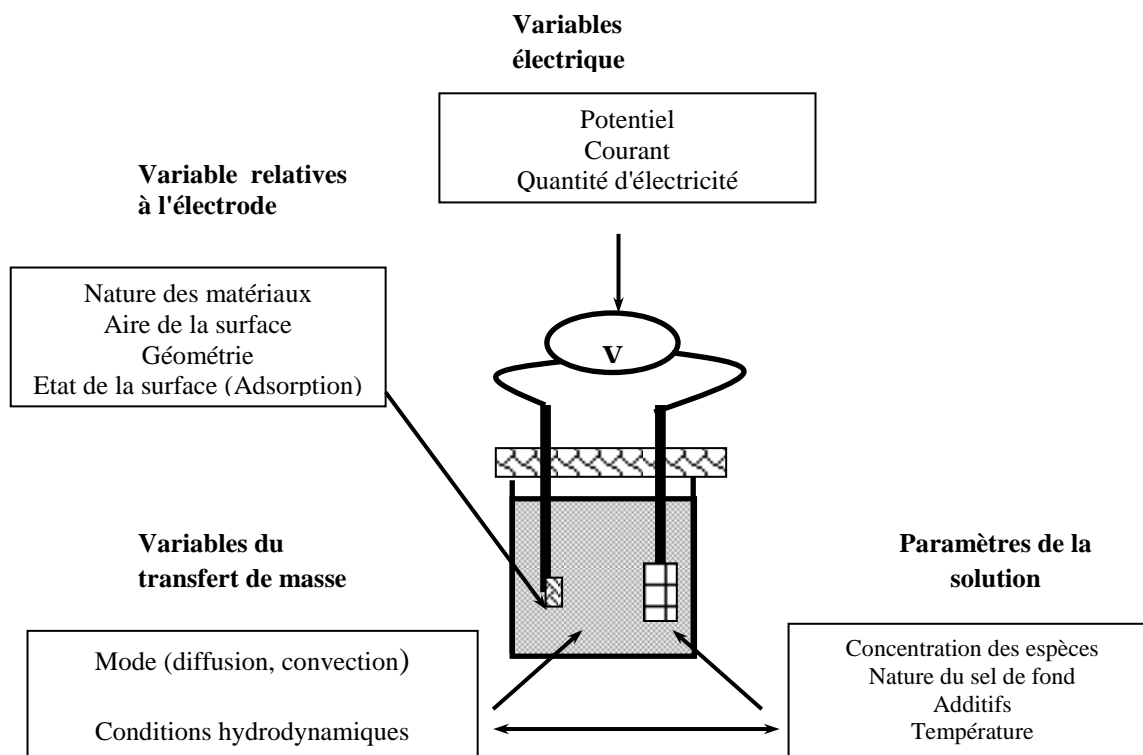 Variables
électrique
Potentiel
Courant
Quantité d'électricité
Variable relatives
à l'électrode
Nature des matériaux
Aire de la surface
Géométrie
Etat de la surface (Adsorption)
V
Variables du
transfert de masse
Mode (diffusion, convection)
Conditions hydrodynamiques
Paramètres de la
solution
Concentration des espèces
Nature du sel de fond
Additifs
Température